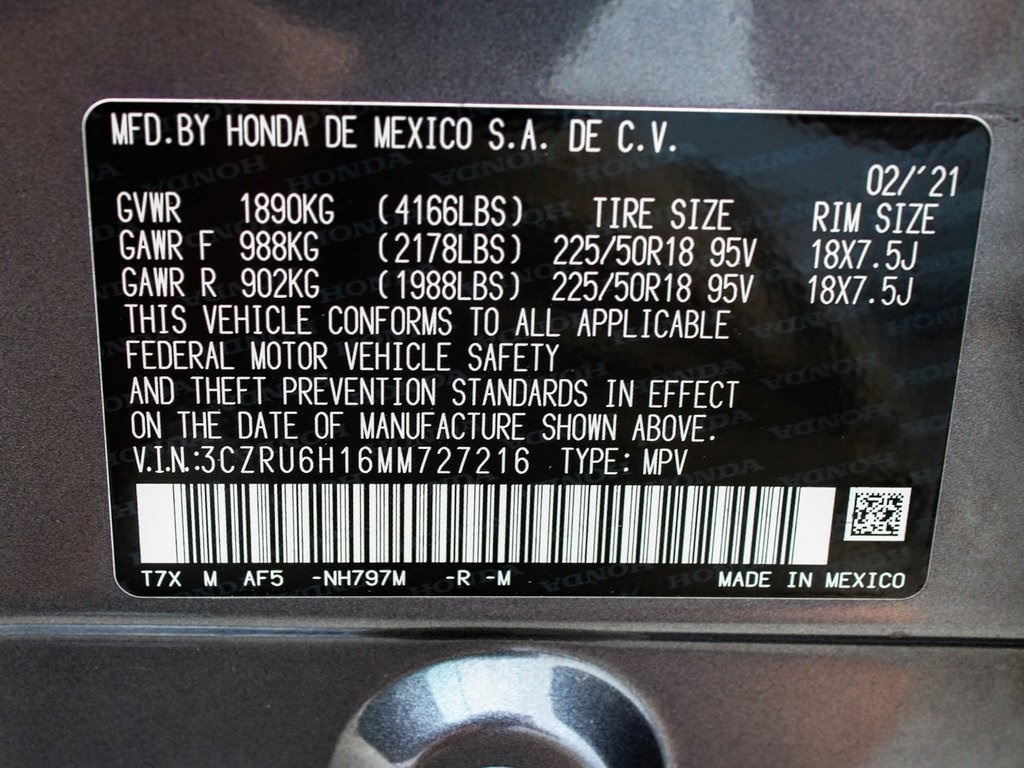 MFD.BY HONDA DE MEXICO S.A. DE C.V.
02/'21
GVWR 1890KG (4166LBS) TIRE SIZE RIM SIZE
GAWR F 988KG (2178LBS) 225/50R18 95V 18X7.5J
GAWR R 902KG (1988LBS) 225/50R18 95V 18X7.5J
THIS VEHICLE CONFORMS TO ALL APPLICABLE
FEDERAL MOTOR VEHICLE SAFETY
AND THEFT PREVENTION STANDARDS IN EFFECT
ON THE DATE OF MANUFACTURE SHOWN ABOVE.
V.I.N.:3CZRU6H16MM727216 TYPE: MPV
T7X M AF5 -NH797M -R -M MADE IN MEXICO